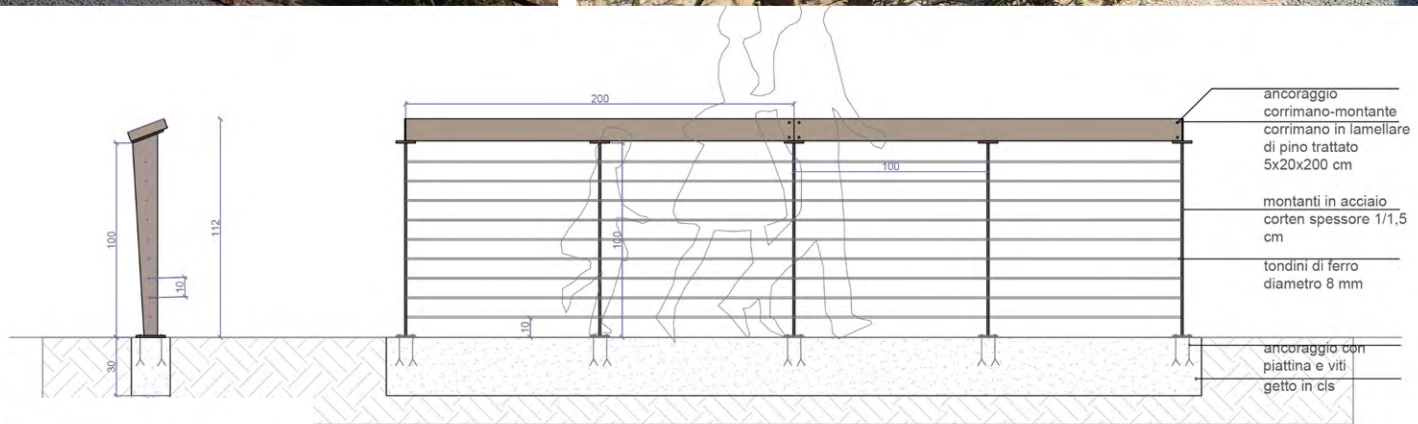 200
ancoraggio
corrimano-montante
corrimano in lamellare
di pino trattato
5x20x200 cm
100
montanti in acciaio
corten spessore 1/1,5
cm
100
112
100
tondini di ferro
diametro 8 mm
10
10
30
ancoraggio con
piattina e viti
getto in cls